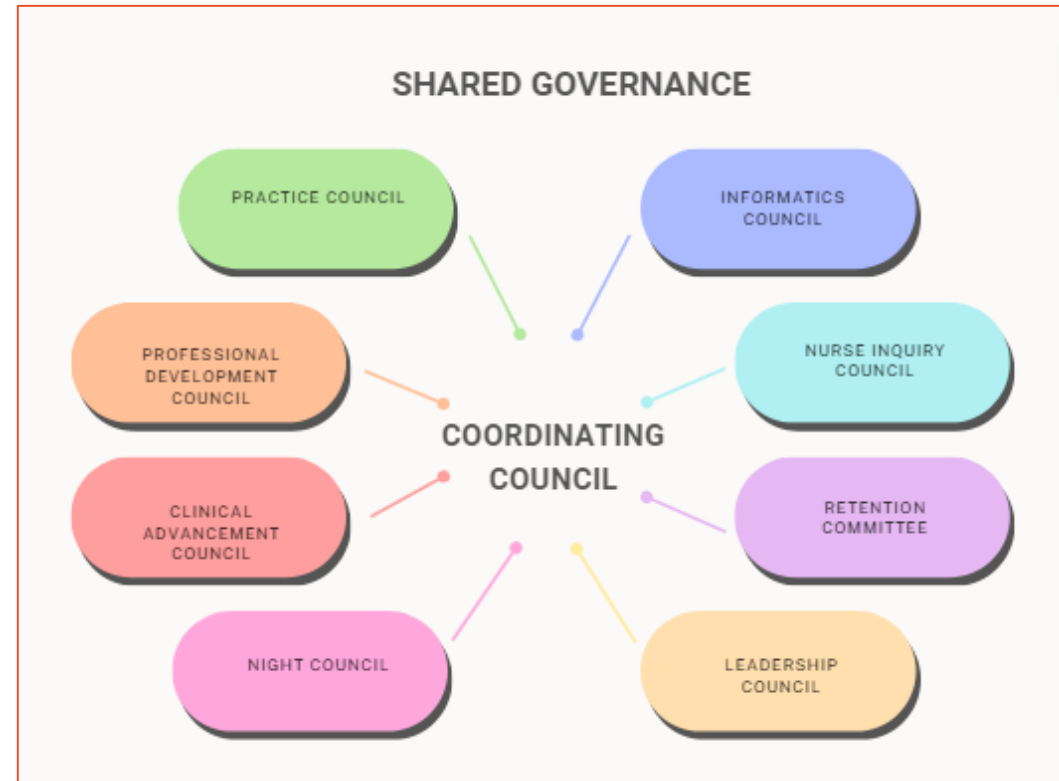 SHARED GOVERNANCE
PRACTICE COUNCIL
INFORMATICS
COUNCIL
PROFESSIONAL
DEVELOPMENT
COUNCIL
NURSE INQUIRY
COUNCIL
COORDINATING
COUNCIL
CLINICAL
ADVANCEMENT
COUNCIL
RETENTION
COMMITTEE
NIGHT COUNCIL
LEADERSHIP
COUNCIL